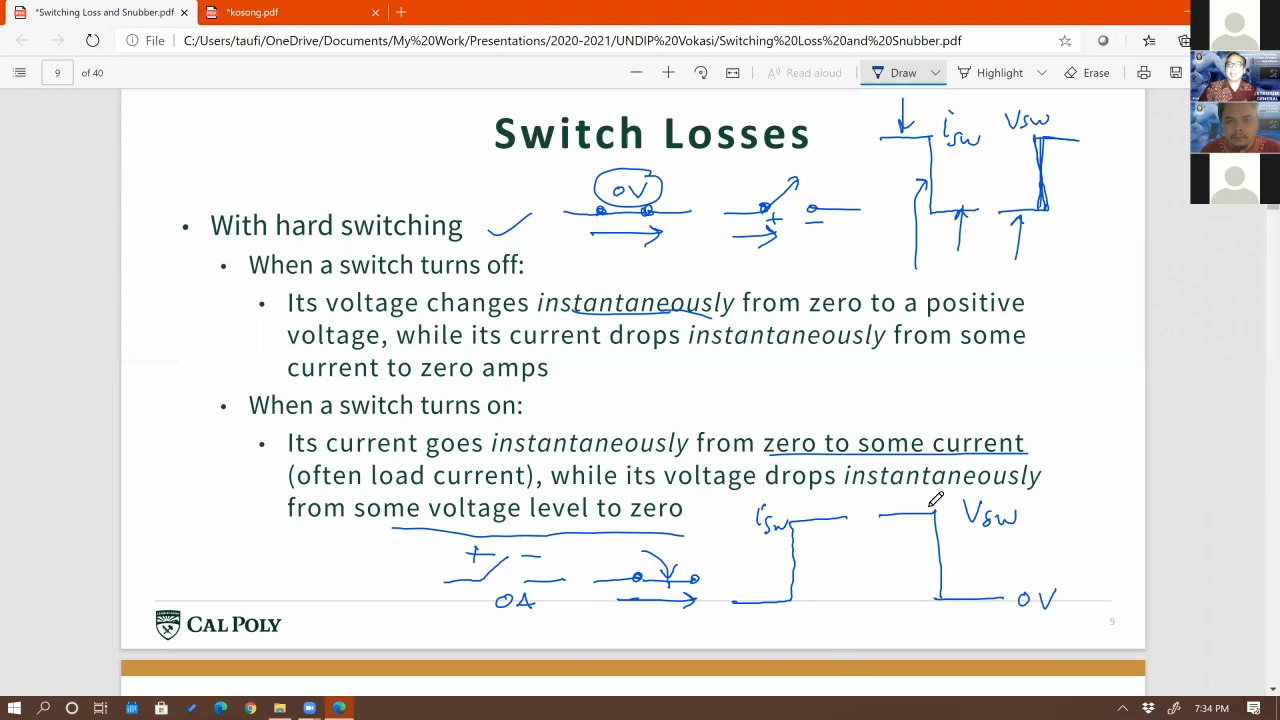 *Switching Loss and Snubber.pdf
*kosong.pdf
File
C:/Users/taufi/OneDrive/Documents/My%20Work/Presentations/2020-2021/UNDIP%20Vokasi/Switching%20Loss%20and%20Snubber.pdf
9 of 40
Read aloud
Draw
Highlight
Erase
STADIUM
GENERAL
Switch Losses
isw
Vsw
0V
+
–
• With hard switching
• When a switch turns off:
• Its voltage changes instantaneously from zero to a positive
voltage, while its current drops instantaneously from some
current to zero amps
• When a switch turns on:
• Its current goes instantaneously from zero to some current
(often load current), while its voltage drops instantaneously
from some voltage level to zero
isw
Vsw
+ –
0A
0V
CAL POLY
9
7:34 PM